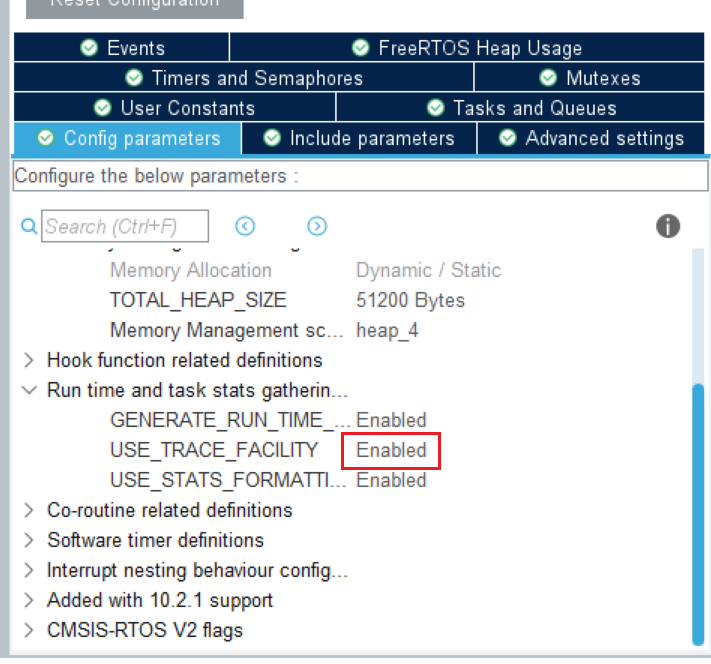 Reset Configuration
Events
FreeRTOS Heap Usage
Timers and Semaphores
Mutexes
User Constants
Tasks and Queues
Config parameters
Include parameters
Advanced settings
Configure the below parameters :
Search (Ctrl+F)
Memory Allocation Dynamic / Static
TOTAL_HEAP_SIZE 51200 Bytes
Memory Management sc... heap_4
Hook function related definitions
Run time and task stats gatherin...
GENERATE_RUN_TIME_... Enabled
USE_TRACE_FACILITY Enabled
USE_STATS_FORMATTI... Enabled
Co-routine related definitions
Software timer definitions
Interrupt nesting behaviour config...
Added with 10.2.1 support
CMSIS-RTOS V2 flags